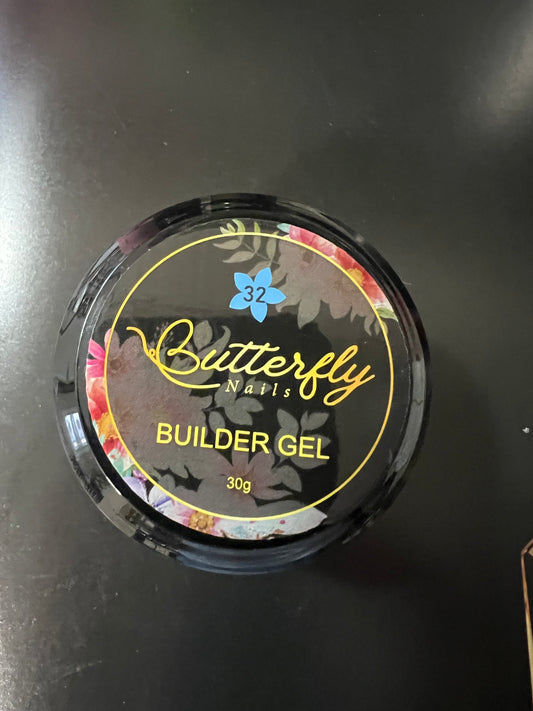 32
Butterfly
Nails
BUILDER GEL
30g